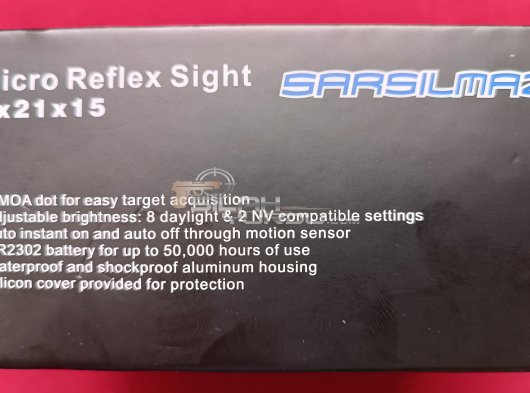 icro Reflex Sight
x21x15
SARSILMAZ
MOA dot for easy target acquisition
djustable brightness: 8 daylight & 2 NV compatible settings
uto instant on and auto off through motion sensor
R2302 battery for up to 50,000 hours of use
aterproof and shockproof aluminum housing
ilicon cover provided for protection